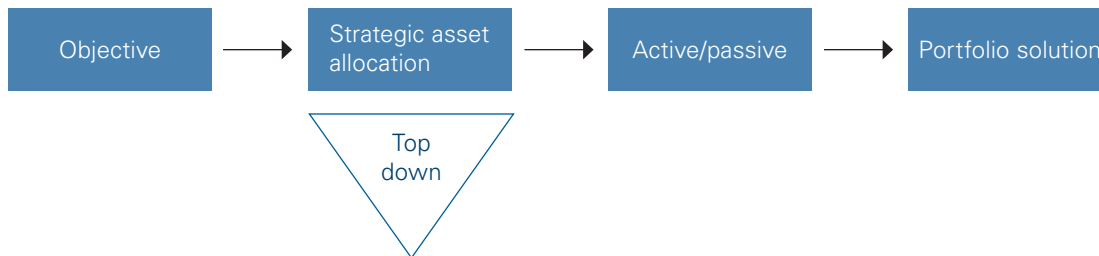 Objective
Strategic asset
allocation
Active/passive
Portfolio solution
Top
down